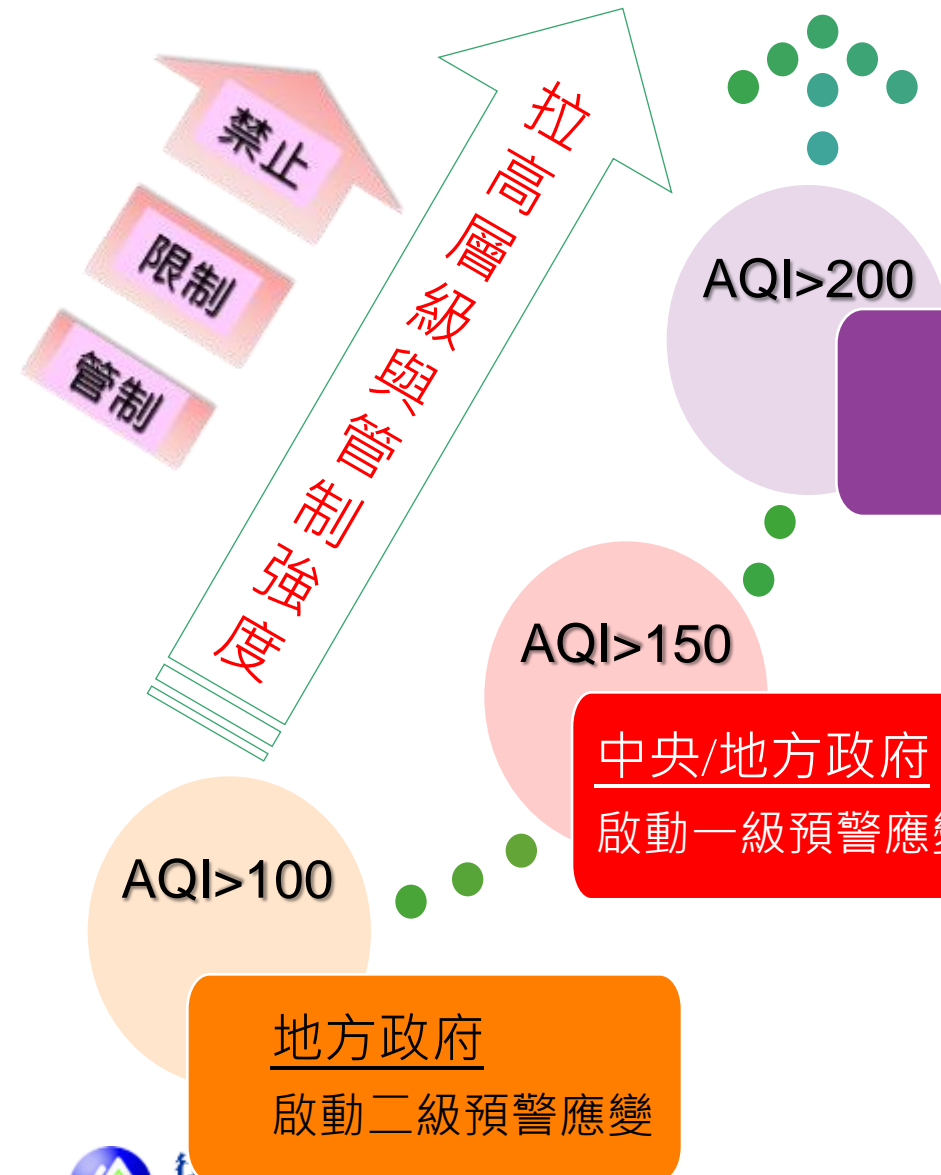 禁止
限制
管制
拉高層級與管制強度
AQI>200
AQI>150
中央/地方政府
啟動一級預警應
AQI>100
地方政府
啟動二級預警應變